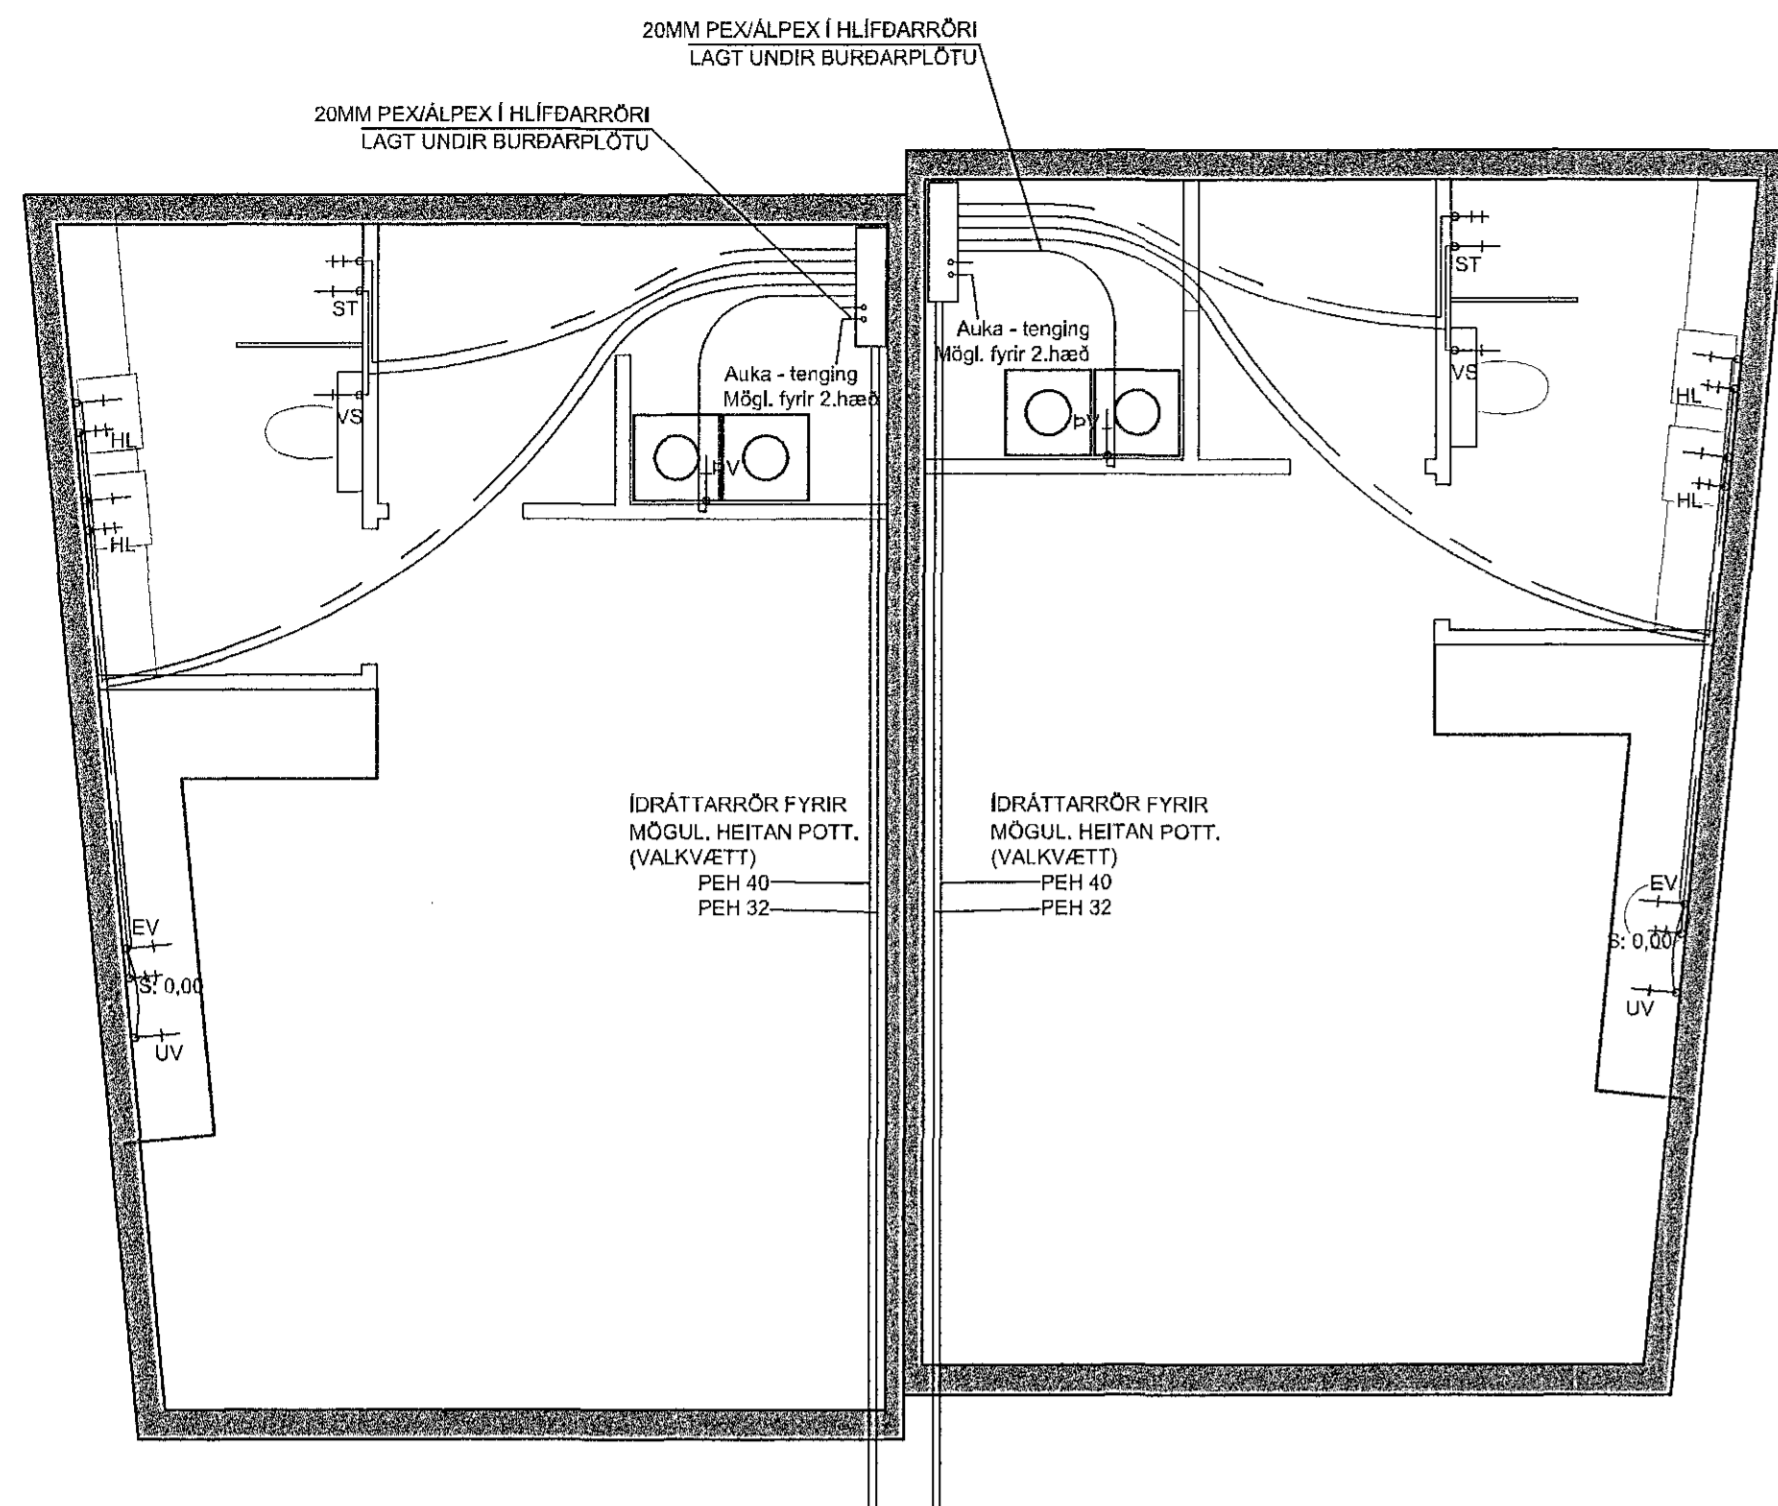 20MM PEX/ÁLPEX Í HLÍFÐARRÖRI
LAGT UNDIR BURÐARPLÖTU
20MM PEX/ÁLPEX Í HLÍFÐARRÖRI
LAGT UNDIR BURÐARPLÖTU
ST
ST
Auka - tenging
Mögl. fyrir 2.hæð
Auka - tenging
Mögl. fyrir 2.hæð
VS
VS
HL
HL
ÞV
ÞV
HL
HL
ÍDRÁTTARRÖR FYRIR
MÖGUL. HEITAN POTT.
(VALKVÆTT)
PEH 40
PEH 32
ÍDRÁTTARRÖR FYRIR
MÖGUL. HEITAN POTT.
(VALKVÆTT)
PEH 40
PEH 32
EV
S: 0,00
UV
EV
S: 0,00
UV